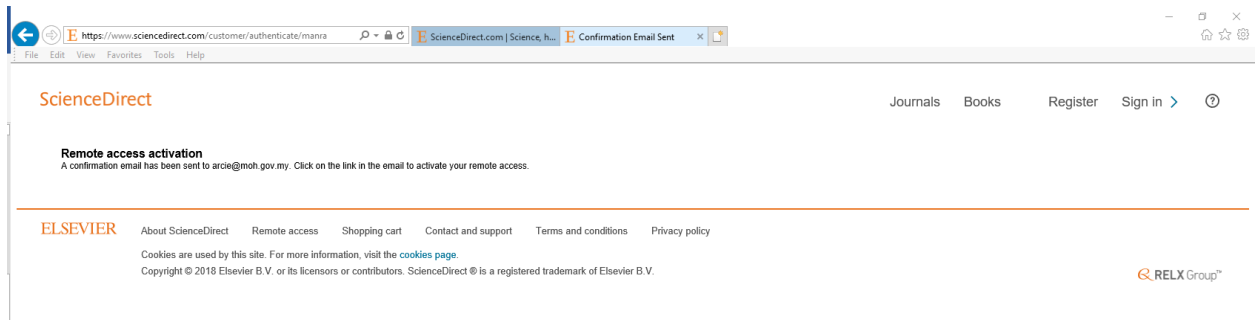 https://www.sciencedirect.com/customer/authenticate/manra
ScienceDirect.com | Science, h...
Confirmation Email Sent
File Edit View Favorites Tools Help
ScienceDirect
Journals Books Register Sign in
Remote access activation
A confirmation email has been sent to arcie@moh.gov.my. Click on the link in the email to activate your remote access.
ELSEVIER
About ScienceDirect Remote access Shopping cart Contact and support Terms and conditions Privacy policy
Cookies are used by this site. For more information, visit the cookies page.
Copyright © 2018 Elsevier B.V. or its licensors or contributors. ScienceDirect ® is a registered trademark of Elsevier B.V.
RELX Group™